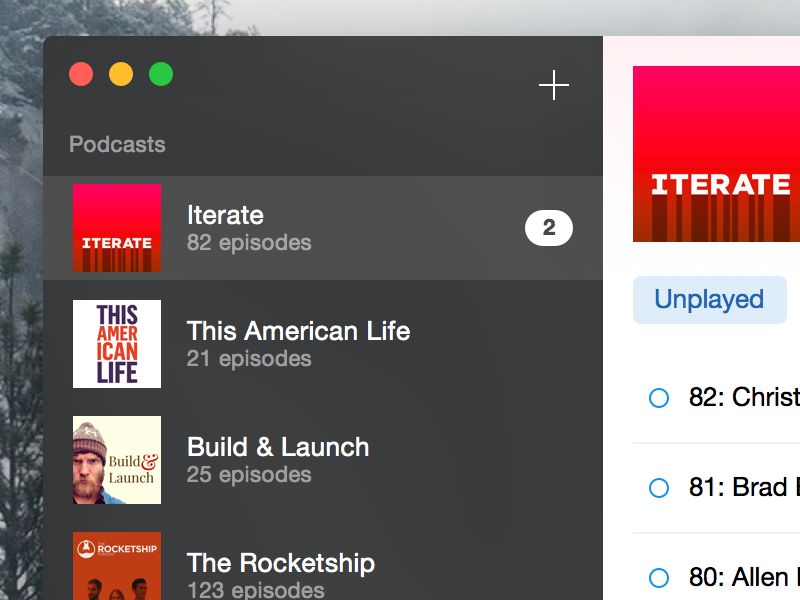 Podcasts
ITERATE
Iterate
82 episodes
2
THIS
AMER
ICAN
LIFE
This American Life
21 episodes
Build&
Launch
Build & Launch
25 episodes
THE
ROCKETSHIP
The Rocketship
123 episodes
ITERATE
Unplayed
82: Christ
81: Brad
80: Allen